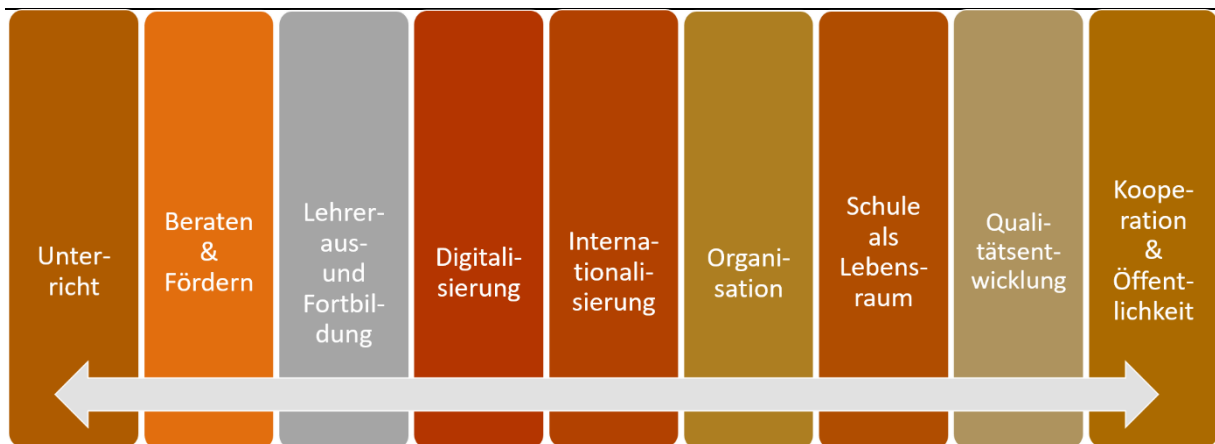 Unter-
richt
Beraten
&
Fördern
Lehrer-
aus-
und
Fortbil-
dung
Digitali-
sierung
Interna-
tionali-
sierung
Organi-
sation
Schule
als
Lebens-
raum
Quali-
tätsent-
wicklung
Koope-
ration
&
Öffent-
lichkeit